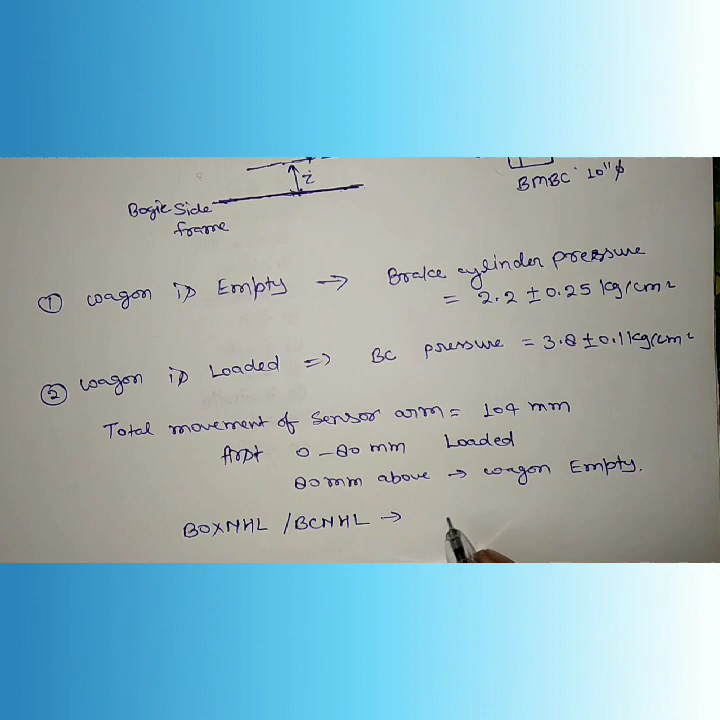 i
BMBC 10"φ
Bogie Side
frame
① wagon is Empty → Brake cylinder pressure
= 2.2 ± 0.25 kg/cm2
② wagon is Loaded ⇒ BC pressure = 3.8 ± 0.1 kg/cm2
Total movement of Sensor arm = 104 mm
0 - 80 mm Loaded
80 mm above → wagon Empty.
BOXNHL / BCNHL →